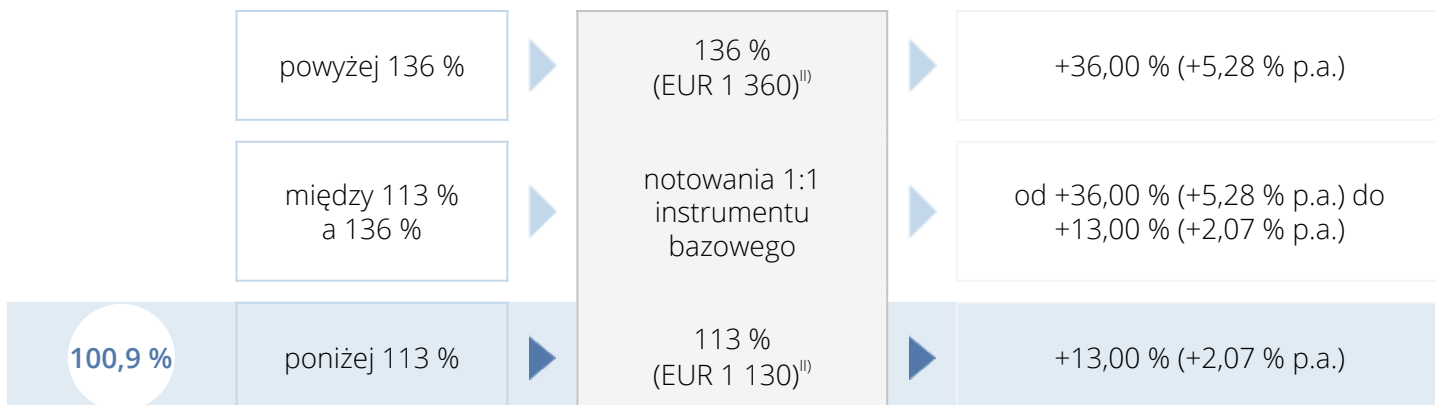 powyżej 136 %
136 %
(EUR 1 360)II)
+36,00 % (+5,28 % p.a.)
między 113 %
a 136 %
notowania 1:1
instrumentu
bazowego
od +36,00 % (+5,28 % p.a.) do
+13,00 % (+2,07 % p.a.)
100,9 %
poniżej 113 %
113 %
(EUR 1 130)II)
+13,00 % (+2,07 % p.a.)